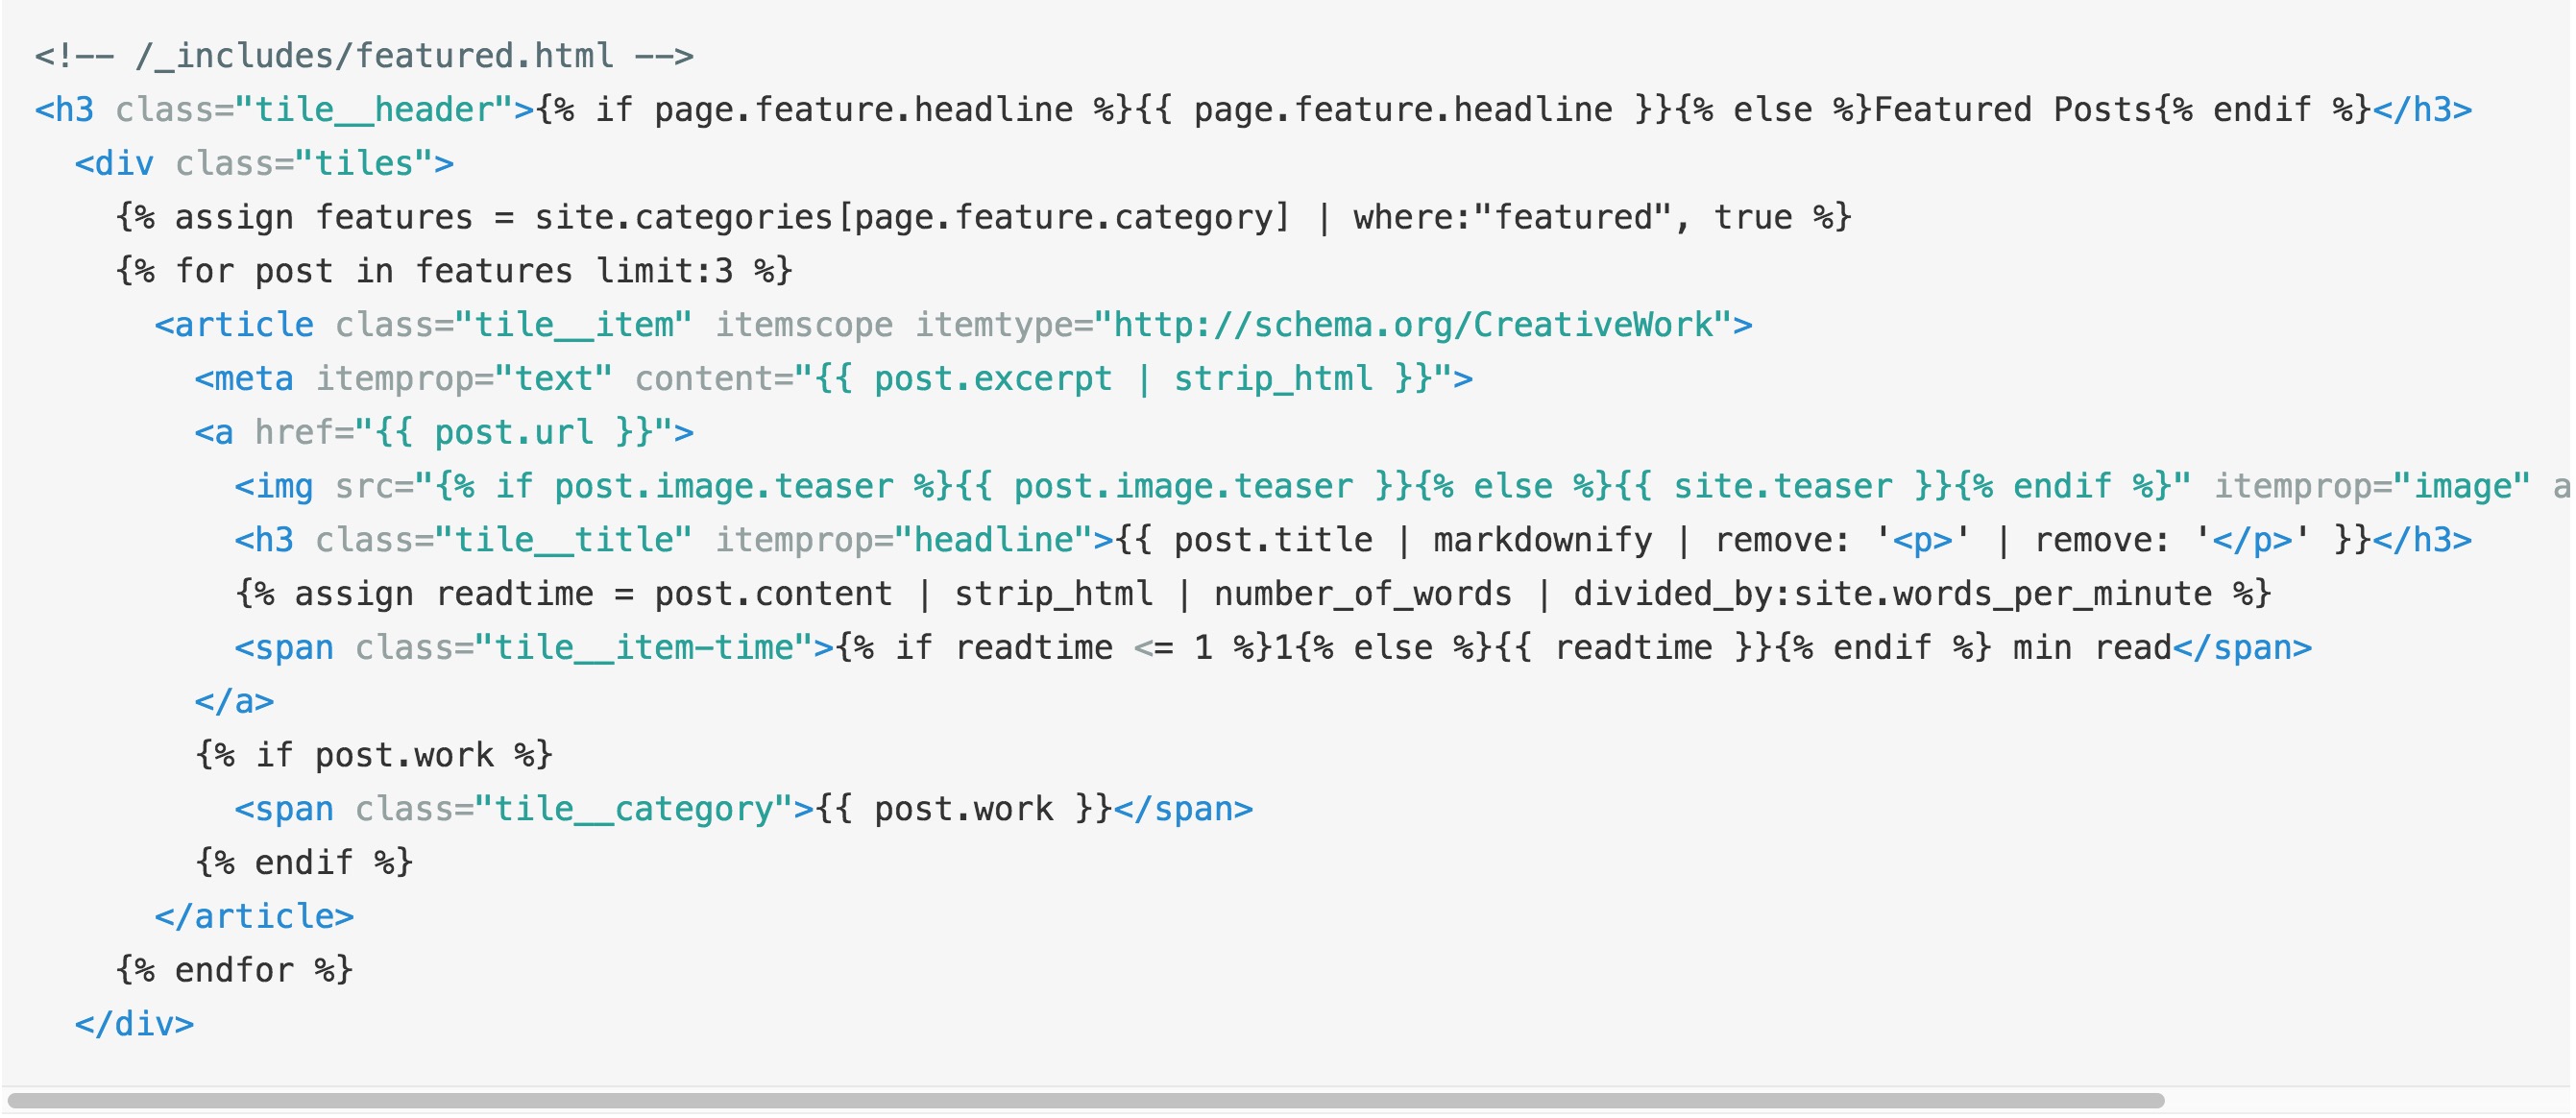 <!-- /_includes/featured.html -->
<h3 class="tile__header">{% if page.feature.headline %}{{ page.feature.headline }}{% else %}Featured Posts{% endif %}</h3>
  <div class="tiles">
    {% assign features = site.categories[page.feature.category] | where:"featured", true %}
    {% for post in features limit:3 %}
      <article class="tile__item" itemscope itemtype="http://schema.org/CreativeWork">
        <meta itemprop="text" content="{{ post.excerpt | strip_html }}">
        <a href="{{ post.url }}">
          <img src="{% if post.image.teaser %}{{ post.image.teaser }}{% else %}{{ site.teaser }}{% endif %}" itemprop="image" a
          <h3 class="tile__title" itemprop="headline">{{ post.title | markdownify | remove: '<p>' | remove: '</p>' }}</h3>
          {% assign readtime = post.content | strip_html | number_of_words | divided_by:site.words_per_minute %}
          <span class="tile__item-time">{% if readtime <= 1 %}1{% else %}{{ readtime }}{% endif %} min read</span>
        </a>
        {% if post.work %}
          <span class="tile__category">{{ post.work }}</span>
        {% endif %}
      </article>
    {% endfor %}
  </div>